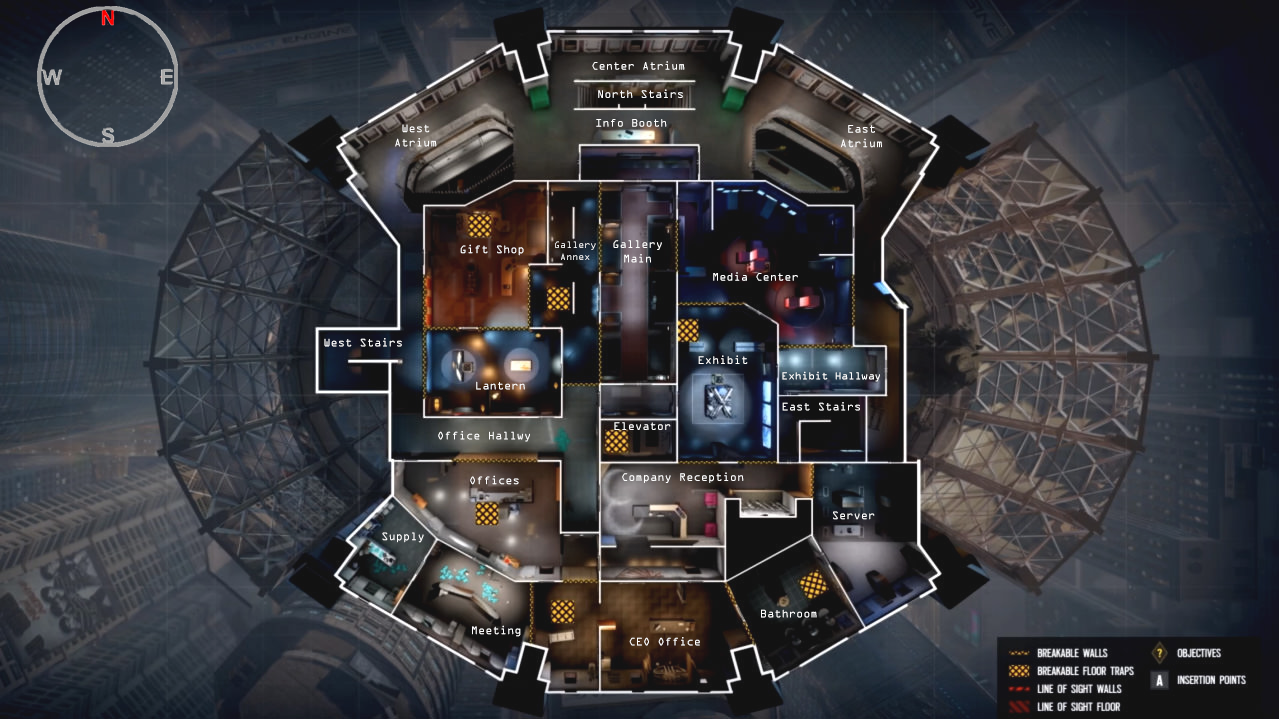 N
W
E
S
Center Atrium
North Stairs
Info Booth
West
Atrium
East
Atrium
Gift Shop
Gallery
Annex
Gallery
Main
Media Center
West Stairs
Lantern
Exhibit
Exhibit Hallway
East Stairs
Office Hallwy
Elevator
Offices
Company Reception
Server
Supply
Meeting
CEO Office
Bathroom
BREAKABLE WALLS
BREAKABLE FLOOR TRAPS
LINE OF SIGHT WALLS
LINE OF SIGHT FLOOR
? OBJECTIVES
A INSERTION POINTS